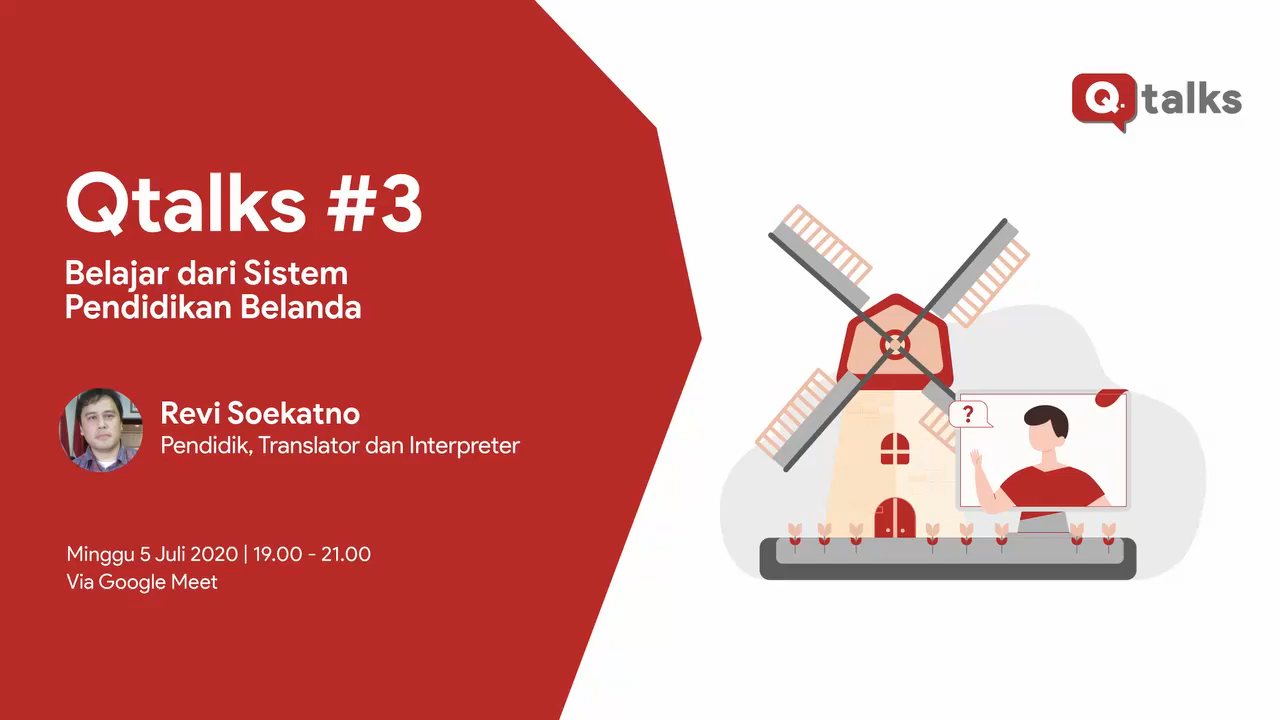 Q. talks
Qtalks #3
Belajar dari Sistem
Pendidikan Belanda
Revi Soekatno
Pendidik, Translator dan Interpreter
Minggu 5 Juli 2020 | 19.00 - 21.00
Via Google Meet
?